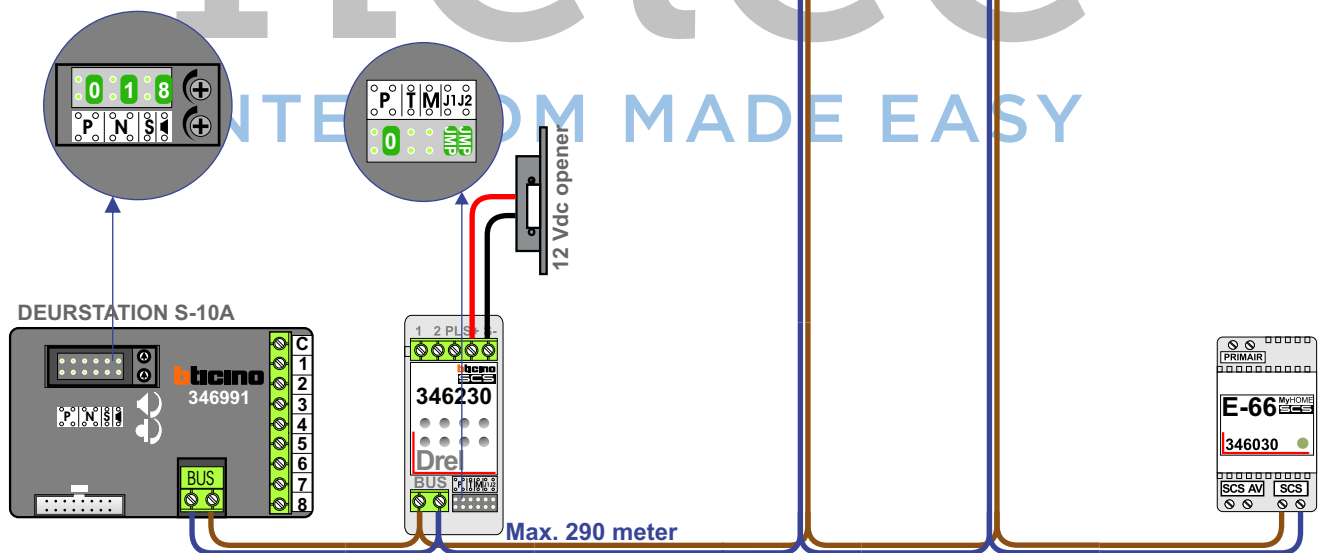 0 1 8
P N S
P T M J1 J2
0 JMP JMP
INTERCOM MADE EASY
12 Vdc opener
DEURSTATION S-10A
bticino
346991
P N S
BUS
C
1
2
3
4
5
6
7
8
1 2 PL S+ S-
bticino
SCS
346230
Drel
BUS P T M J1 J2
Max. 290 meter
PRIMAIR
E-66 MyHOME
SCS
346030
SCS AV SCS